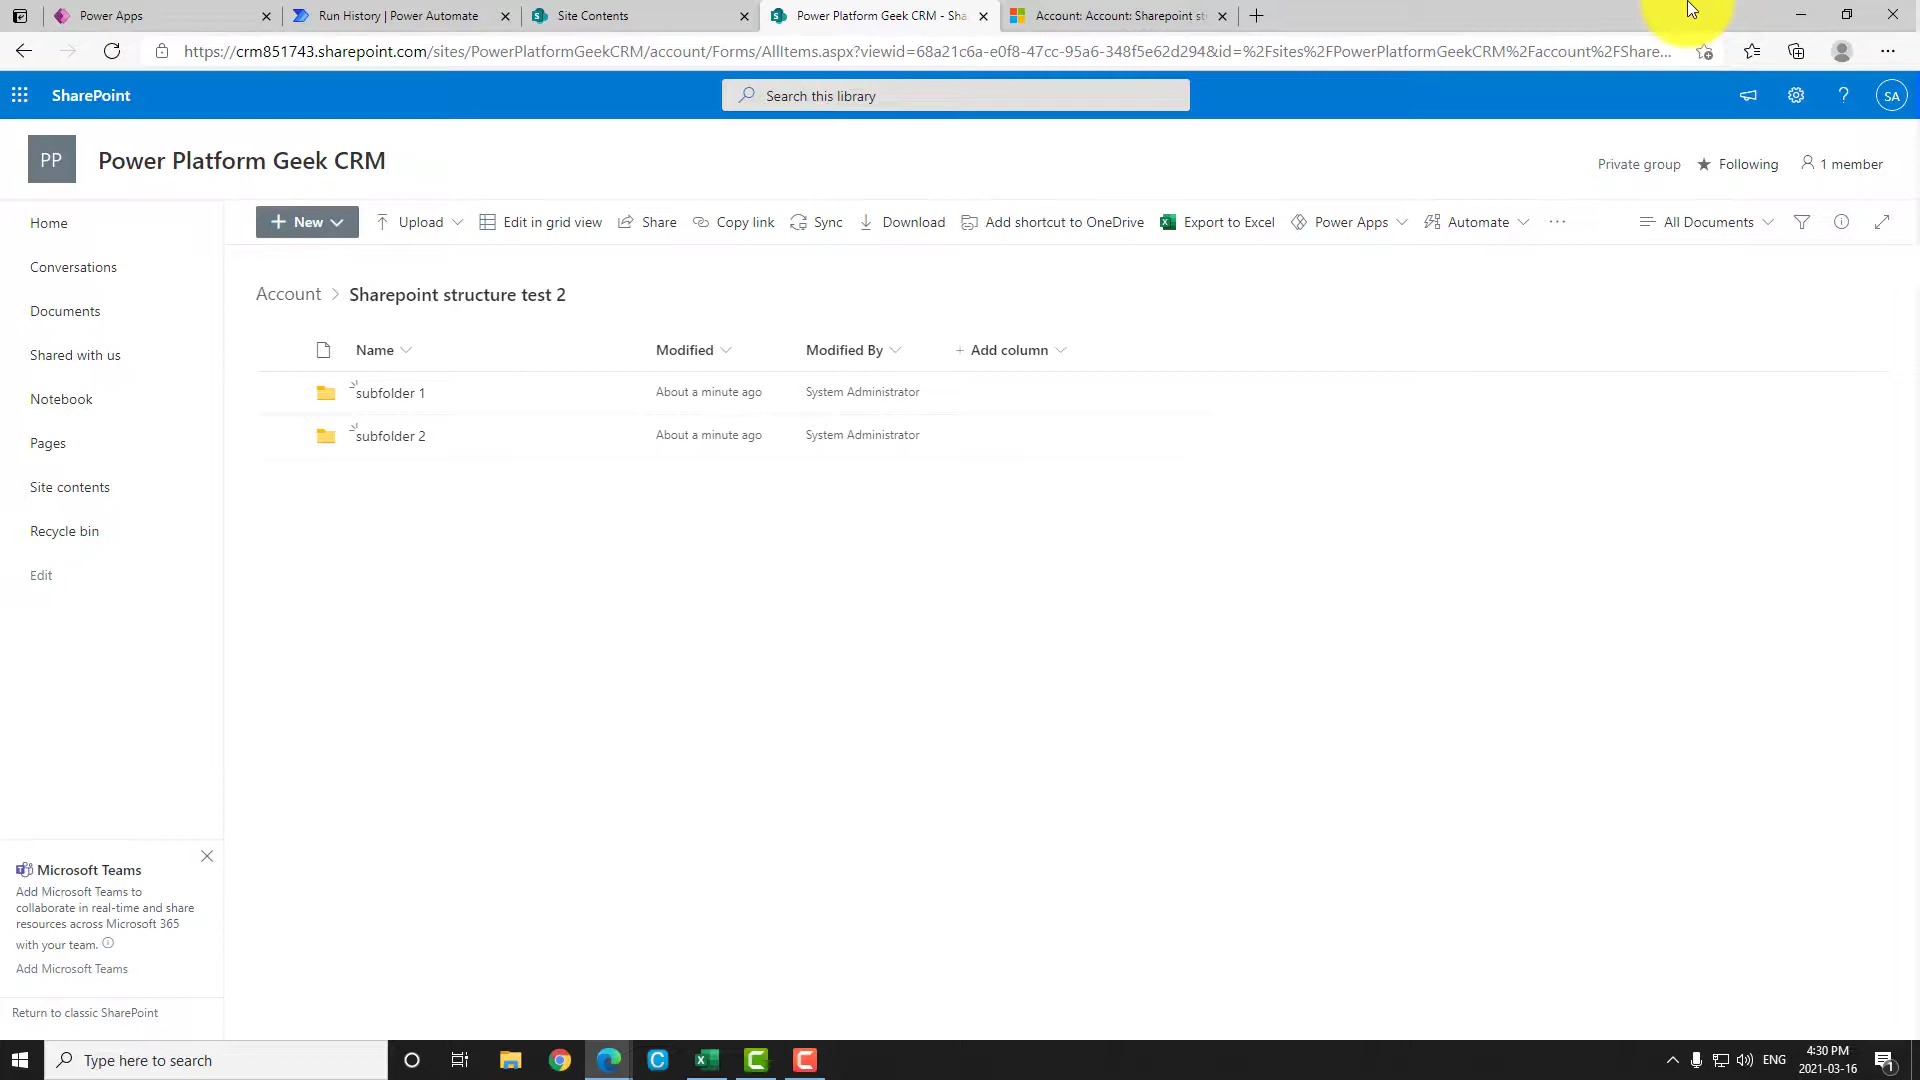 Power Apps
Run History | Power Automate
Site Contents
Power Platform Geek CRM - Sha
Account: Account: Sharepoint st
https://crm851743.sharepoint.com/sites/PowerPlatformGeekCRM/account/Forms/AllItems.aspx?viewid=68a21c6a-e0f8-47cc-95a6-348f5e62d294&id=%2Fsites%2FPowerPlatformGeekCRM%2Faccount%2FShare...
SharePoint
Search this library
?
SA
PP
Power Platform Geek CRM
Private group
Following
1 member
New
Upload
Edit in grid view
Share
Copy link
Sync
Download
Add shortcut to OneDrive
Export to Excel
Power Apps
Automate
...
All Documents
Home
Conversations
Documents
Shared with us
Notebook
Pages
Site contents
Recycle bin
Edit
Account > Sharepoint structure test 2
Name
Modified
Modified By
+ Add column
subfolder 1
About a minute ago
System Administrator
subfolder 2
About a minute ago
System Administrator
Microsoft Teams
Add Microsoft Teams to
collaborate in real-time and share
resources across Microsoft 365
with your team.
Add Microsoft Teams
Return to classic SharePoint
Type here to search
ENG
4:30 PM
2021-03-16
1